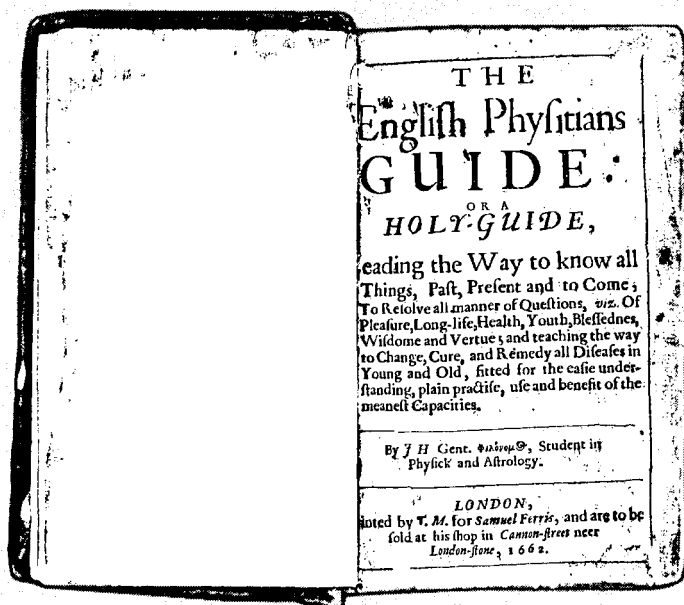 THE
Engliſh Phyſitians
GUIDE:
OR A
HOLY-GUIDE,
eading the Way to know all
Things, Paſt, Preſent and to Come;
To Reſolve all manner of Queſtions, viz. Of
Pleaſure, Long-life, Health, Youth, Bleſſednes,
Wiſdome and Vertue; and teaching the way
to Change, Cure, and Remedy all Diſeaſes in
Young and Old, fitted for the eaſie under-
ſtanding, plain practiſe, uſe and benefit of the
meaneſt Capacities.
By J H Gent. Student in
Phyſick and Aſtrology.
LONDON,
inted by T. M. for Samuel Ferris, and are to be
ſold at his ſhop in Cannon-ſtreet neer
London-ſtone, 1662.